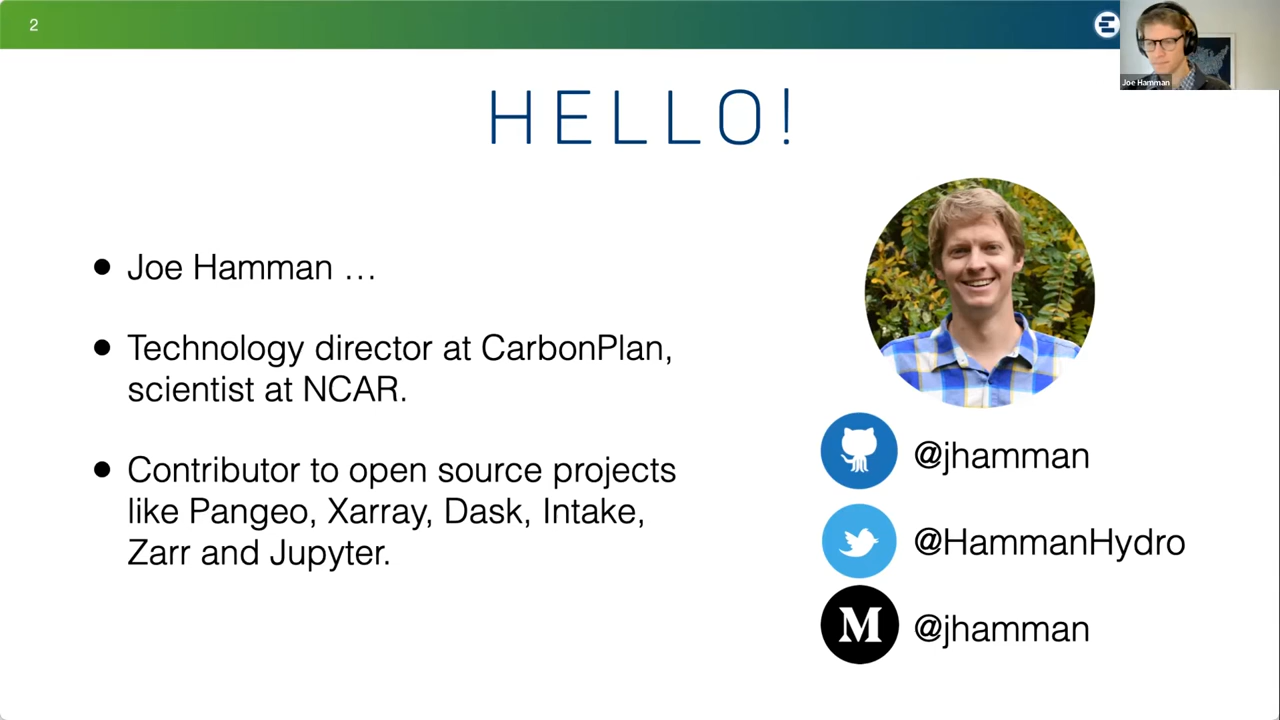 2
Joe Hamman
HELLO!
• Joe Hamman …
• Technology director at CarbonPlan,
scientist at NCAR.
• Contributor to open source projects
like Pangeo, Xarray, Dask, Intake,
Zarr and Jupyter.
@jhamman
@HammanHydro
M
@jhamman